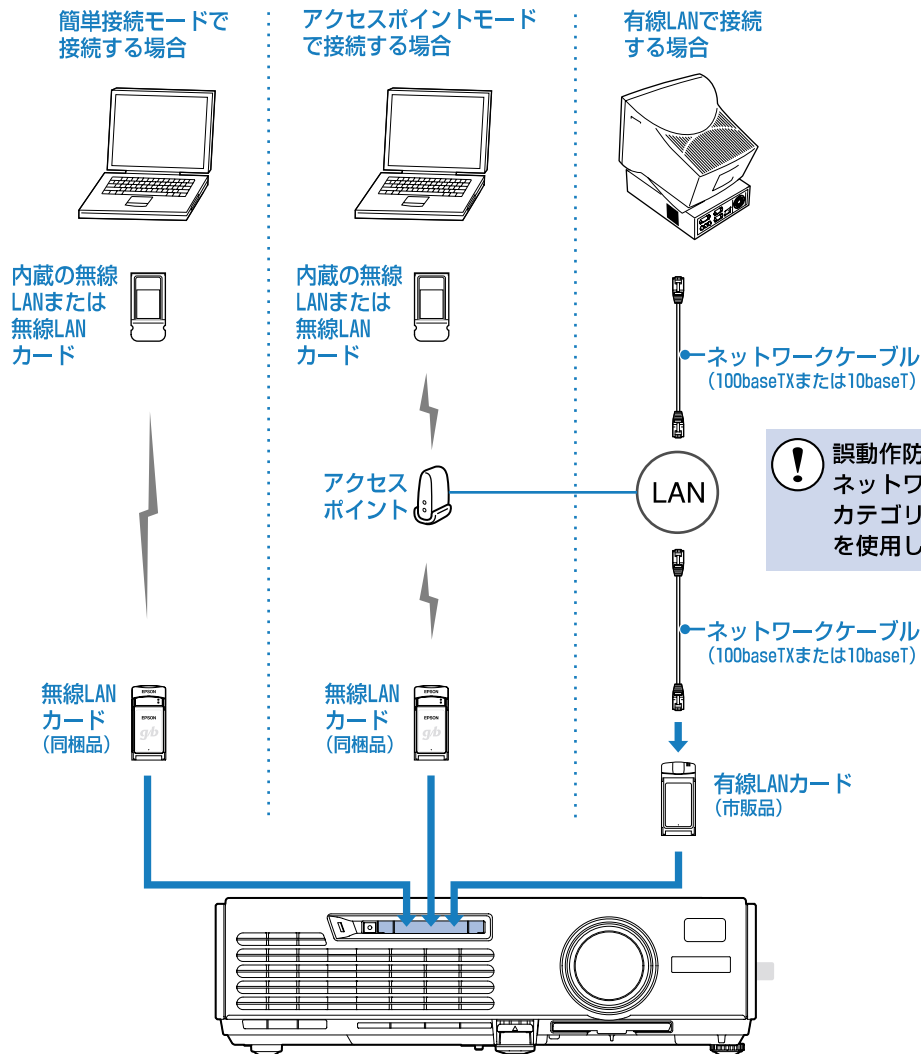 簡単接続モードで
接続する場合
アクセスポイントモード
で接続する場合
有線LANで接続
する場合
内蔵の無線
LANまたは
無線LAN
カード
内蔵の無線
LANまたは
無線LAN
カード
ネットワークケーブル
(100baseTXまたは10baseT)
誤動作防
ネットワ
カテゴリ
を使用し
アクセス
ポイント
LAN
ネットワークケーブル
(100baseTXまたは10baseT)
無線LAN
カード
(同梱品)
EPSON
EPSON
g/b
無線LAN
カード
(同梱品)
EPSON
EPSON
g/b
有線LANカード
(市販品)